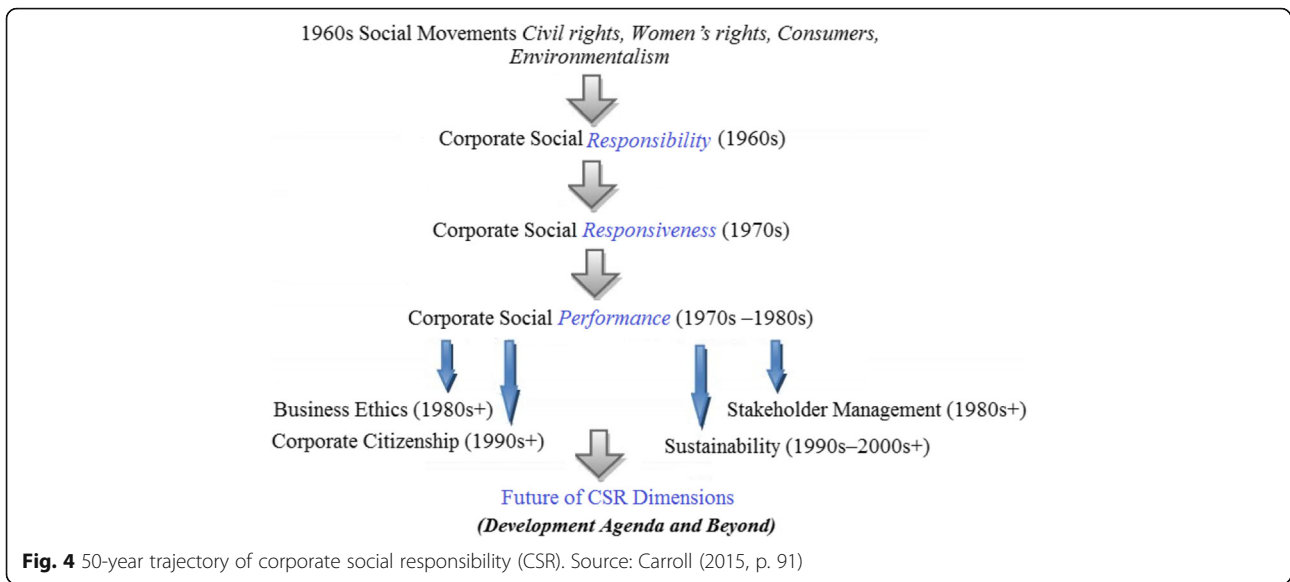 1960s Social Movements Civil rights, Women's rights, Consumers,
Environmentalism
Corporate Social Responsibility (1960s)
Corporate Social Responsiveness (1970s)
Corporate Social Performance (1970s –1980s)
Business Ethics (1980s+)
Stakeholder Management (1980s+)
Corporate Citizenship (1990s+)
Sustainability (1990s–2000s+)
Future of CSR Dimensions
(Development Agenda and Beyond)
Fig. 4 50-year trajectory of corporate social responsibility (CSR). Source: Carroll (2015, p. 91)